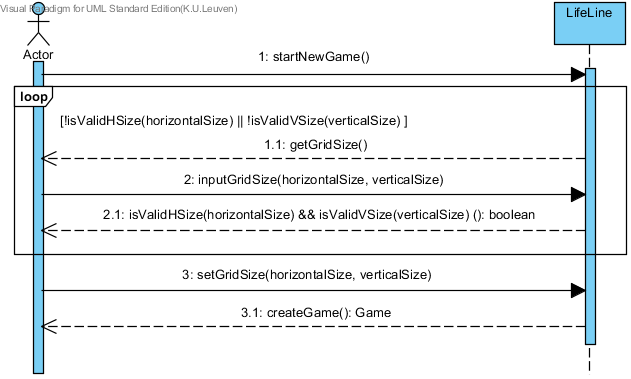 Visual Paradigm for UML Standard Edition(K.U.Leuven)
LifeLine
Actor
1: startNewGame()
loop
[!isValidHSize(horizontalSize) || !isValidVSize(verticalSize) ]
1.1: getGridSize()
2: inputGridSize(horizontalSize, verticalSize)
2.1: isValidHSize(horizontalSize) && isValidVSize(verticalSize) (): boolean
3: setGridSize(horizontalSize, verticalSize)
3.1: createGame(): Game